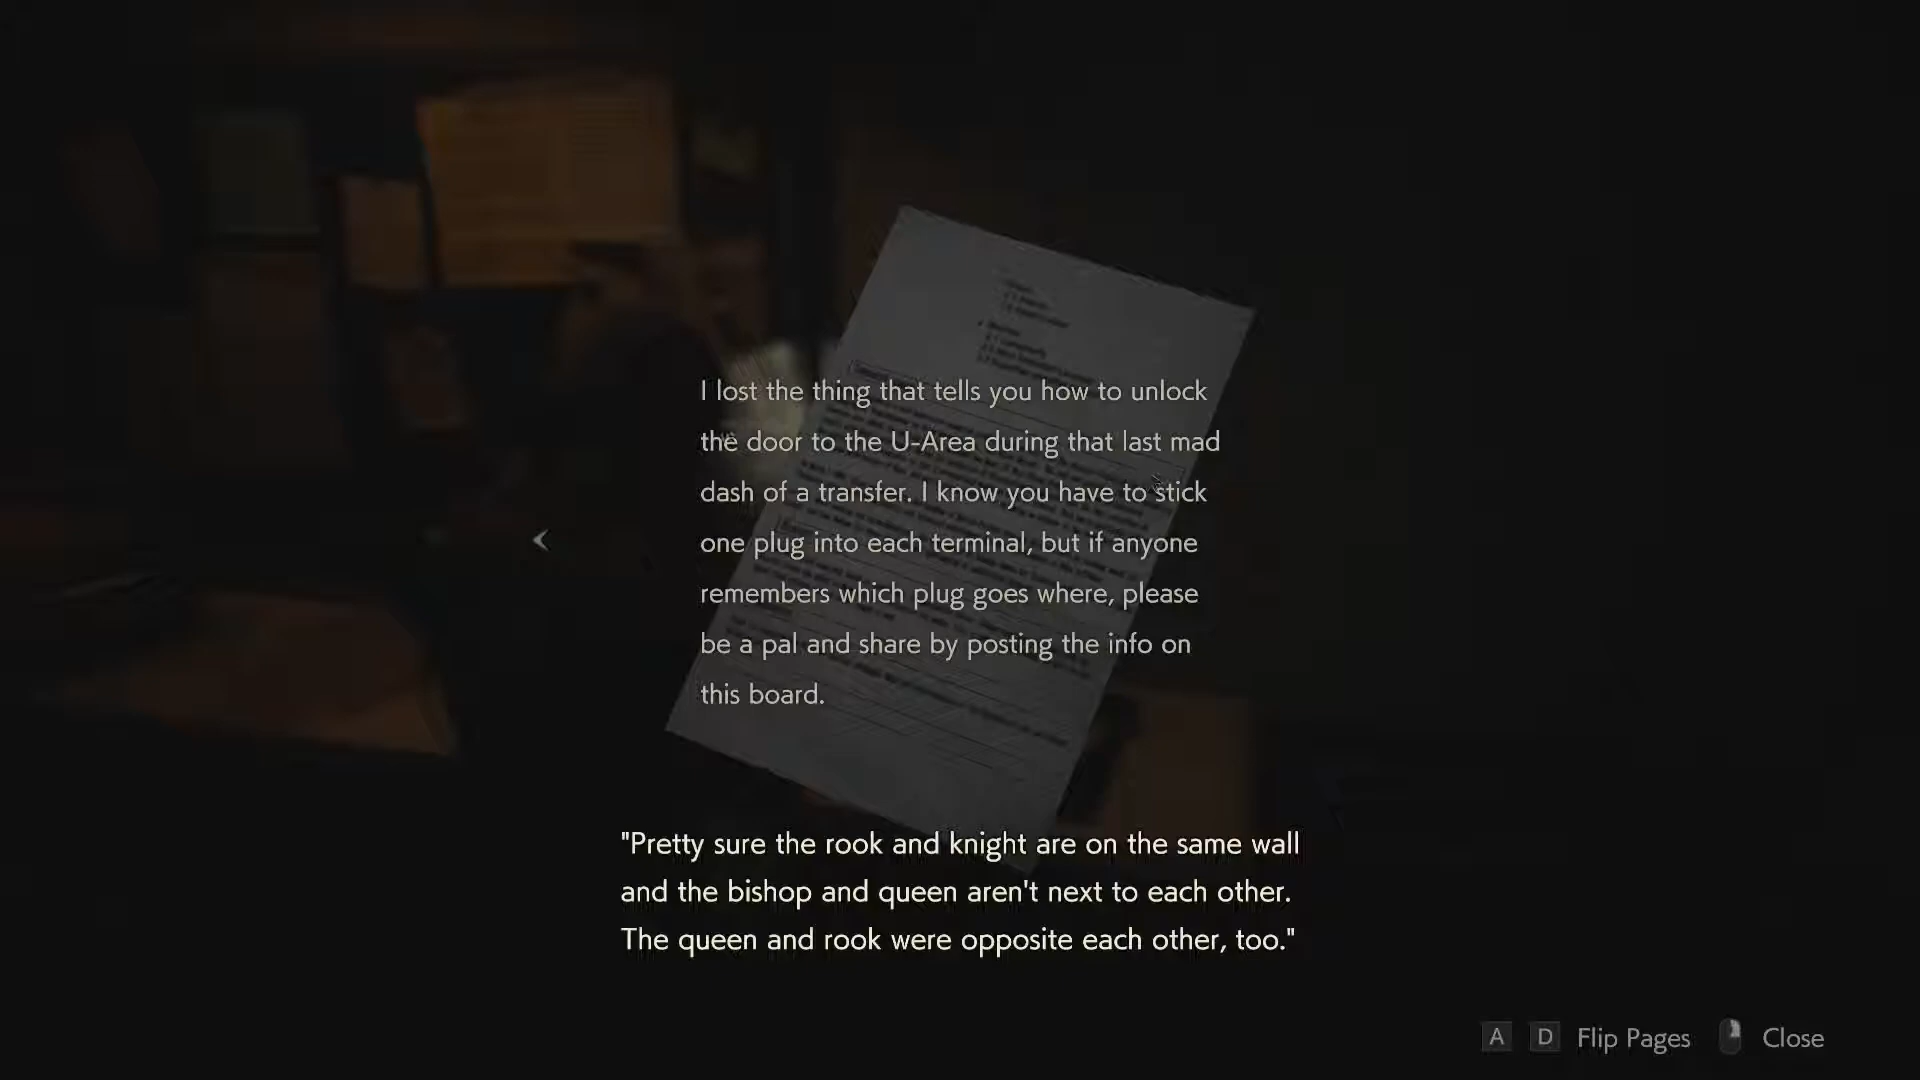 I lost the thing that tells you how to unlock
the door to the U-Area during that last mad
dash of a transfer. I know you have to stick
one plug into each terminal, but if anyone
remembers which plug goes where, please
be a pal and share by posting the info on
this board.
"Pretty sure the rook and knight are on the same wall
and the bishop and queen aren't next to each other.
The queen and rook were opposite each other, too."
A D Flip Pages Close